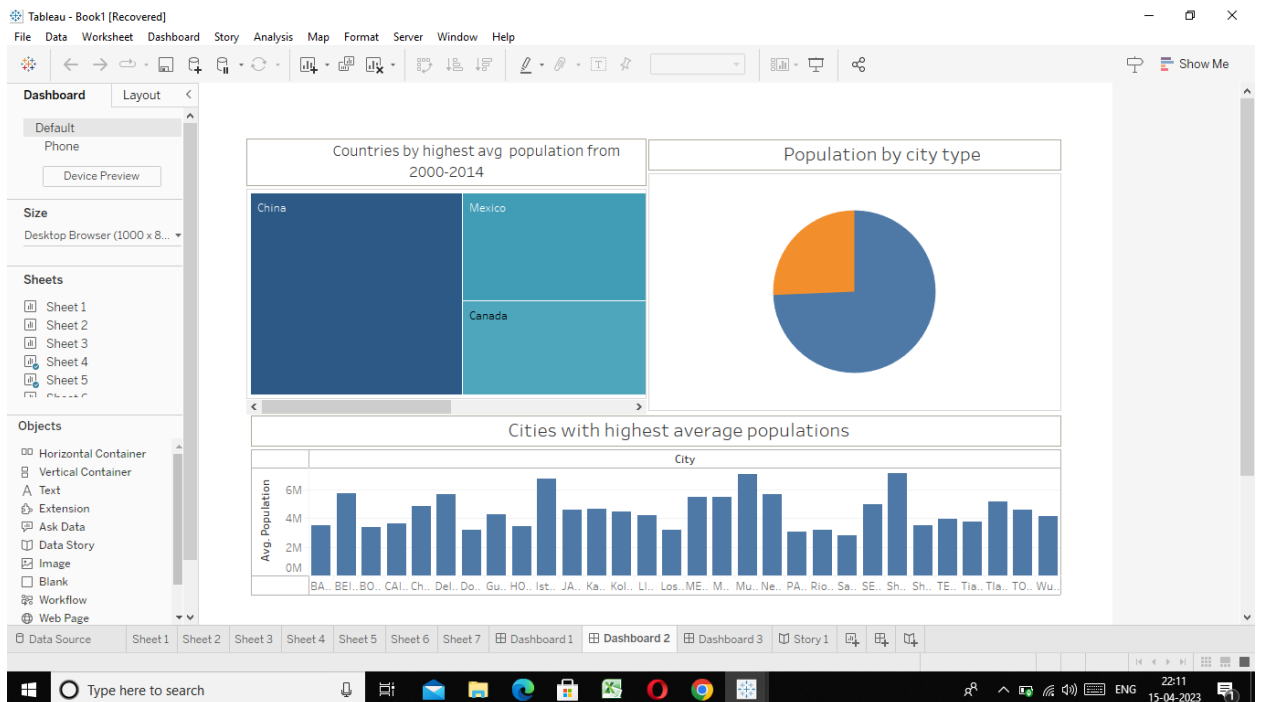 Tableau - Book1 [Recovered]
File Data Worksheet Dashboard Story Analysis Map Format Server Window Help
Show Me
Dashboard Layout
Default
Phone
Device Preview
Size
Desktop Browser (1000 x 8...
Sheets
Sheet 1
Sheet 2
Sheet 3
Sheet 4
Sheet 5
Objects
Horizontal Container
Vertical Container
Text
Extension
Ask Data
Data Story
Image
Blank
Workflow
Web Page
Countries by highest avg population from
2000-2014
China
Mexico
Canada
Population by city type
Cities with highest average populations
City
Avg. Population
6M
4M
2M
0M
BA.. BEI.. BO.. CAI.. Ch.. Del.. Do.. Gu.. HO.. Ist.. JA.. Ka.. Kol.. LI.. Los.. ME.. M.. Mu.. Ne.. PA.. Rio.. Sa.. SE.. Sh.. Sh.. TE.. Tia.. Tla.. TO.. Wu..
Data Source Sheet 1 Sheet 2 Sheet 3 Sheet 4 Sheet 5 Sheet 6 Sheet 7 Dashboard 1 Dashboard 2 Dashboard 3 Story 1
Type here to search
ENG
22:11
15-04-2023